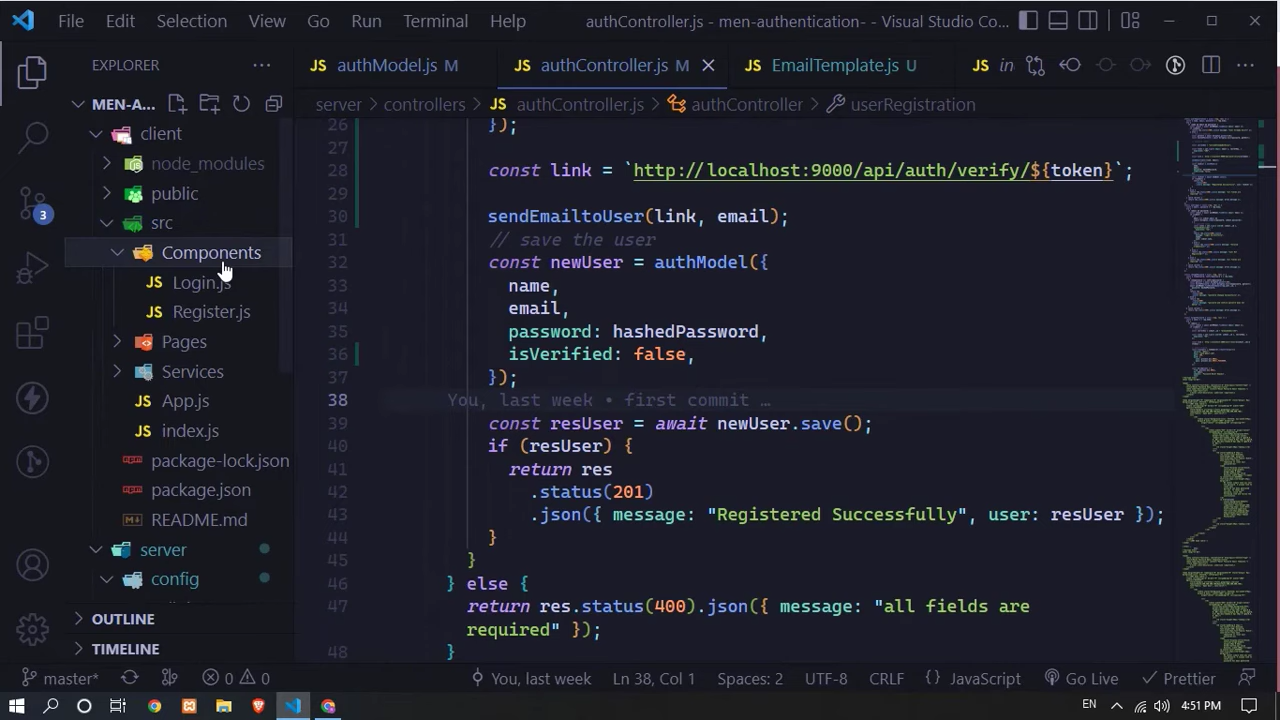 File Edit Selection View Go Run Terminal Help authController.js - men-authentication- - Visual Studio Co...
EXPLORER
JS authModel.js M JS authController.js M JS EmailTemplate.js U JS in
server > controllers > JS authController.js > authController > userRegistration
MEN-A...
client
node_modules
public
src
Components
JS Login.js
JS Register.js
Pages
Services
JS App.js
JS index.js
package-lock.json
package.json
README.md
server
config
OUTLINE
TIMELINE
3
26 });
27
28 const link = `http://localhost:9000/api/auth/verify/${token}`;
29
30 sendEmailtoUser(link, email);
31 // save the user
32 const newUser = authModel({
33 name,
34 email,
35 password: hashedPassword,
36 isVerified: false,
37 });
38 You, last week • first commit …
39 const resUser = await newUser.save();
40 if (resUser) {
41 return res
42 .status(201)
43 .json({ message: "Registered Successfully", user: resUser });
44 }
45 }
46 } else {
47 return res.status(400).json({ message: "all fields are
required" });
48 }
master* 0 0 You, last week Ln 38, Col 1 Spaces: 2 UTF-8 CRLF {} JavaScript Go Live Prettier
EN 4:51 PM